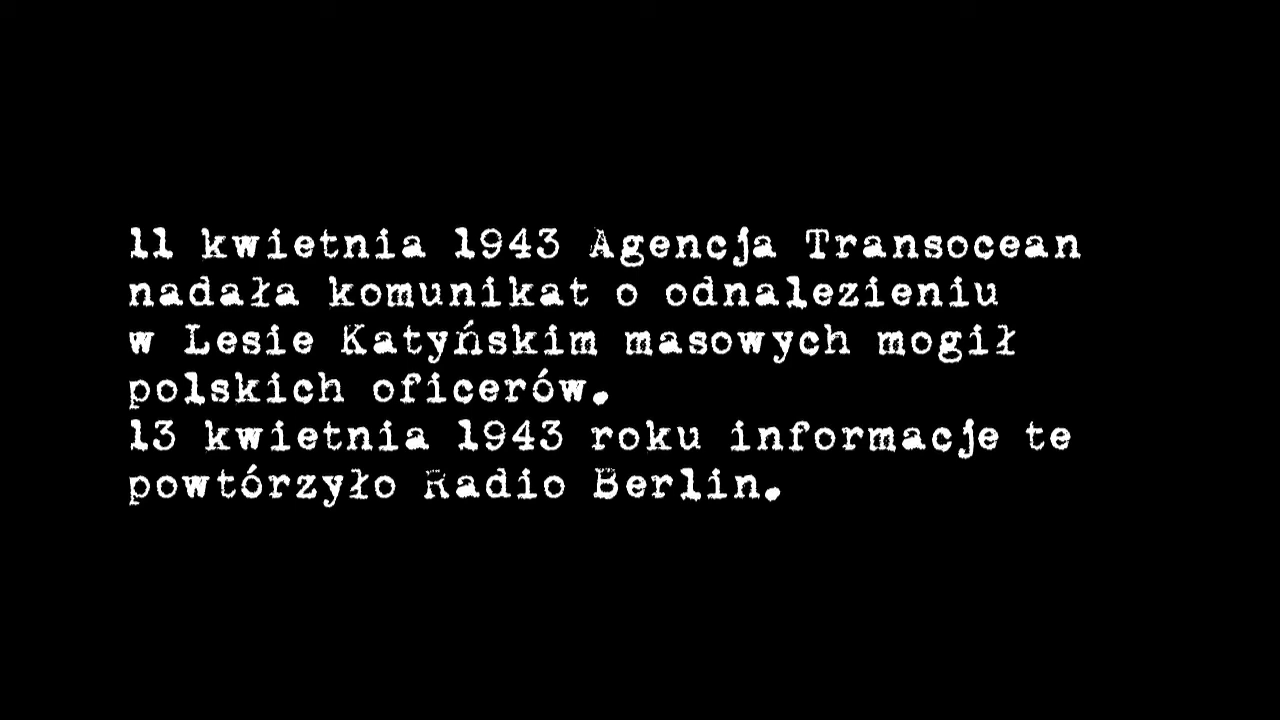 11 kwietnia 1943 Agencja Transocean
nadała komunikat o odnalezieniu
w Lesie Katyńskim masowych mogił
polskich oficerów.
13 kwietnia 1943 roku informacje te
powtórzyło Radio Berlin.